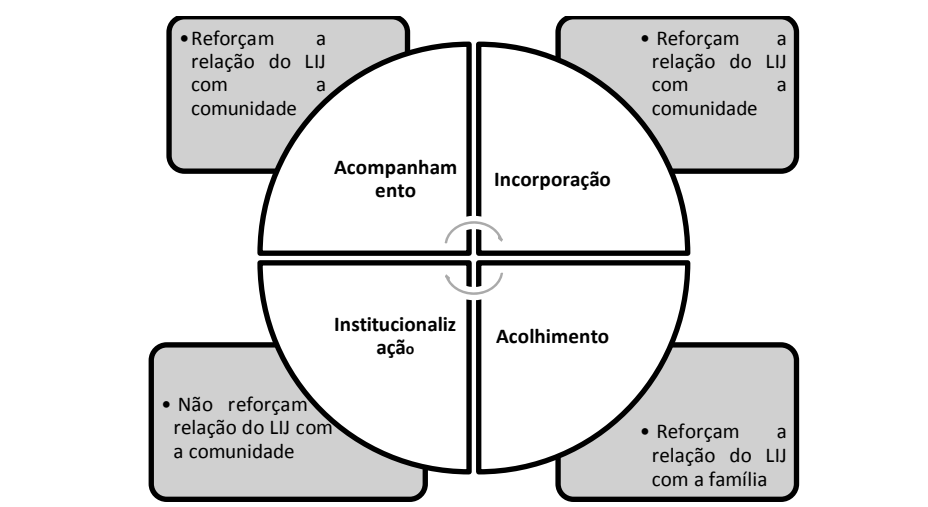 •Reforçam a
relação do LIJ
com a
comunidade
• Reforçam a
relação do LIJ
com a
comunidade
Acompanham
ento
Incorporação
Institucionaliz
ação
Acolhimento
• Não reforçam
relação do LIJ com
a comunidade
• Reforçam a
relação do LIJ
com a família